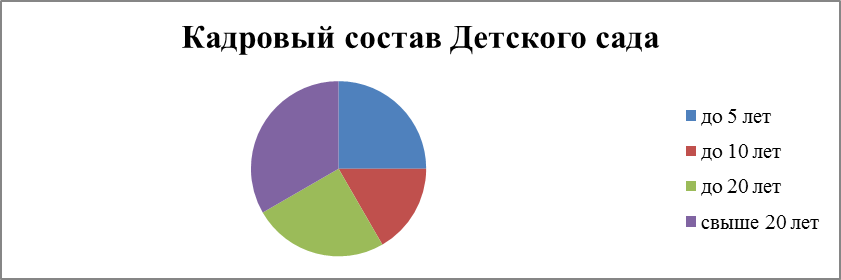 Кадровый состав Детского сада
до 5 лет
до 10 лет
до 20 лет
свыше 20 лет